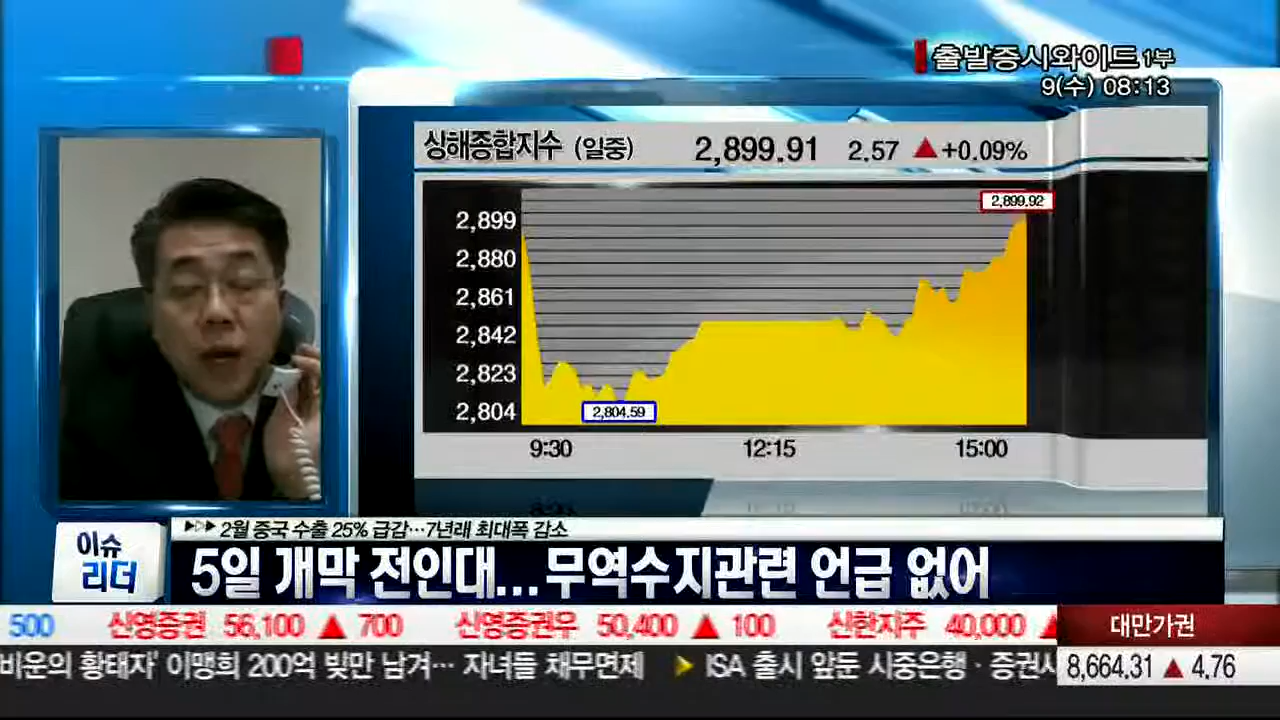 출발증시와이드 1부
9(수) 08:13
상해종합지수 (일중) 2,899.91 2.57 ▲+0.09%
2,899.92
2,899
2,880
2,861
2,842
2,823
2,804
2,804.59
9:30 12:15 15:00
2월 중국 수출 25% 급감…7년래 최대폭 감소
이슈
리더
5일 개막 전인대...무역수지관련 언급 없어
500 신영증권 56,100 ▲ 700 신영증권우 50,400 ▲ 100 신한지주 40,000 ▲
대만가권
비운의 황태자' 이맹희 200억 빚만 남겨… 자녀들 채무면제 ISA 출시 앞둔 시중은행·증권사
8,664.31 ▲ 4.76